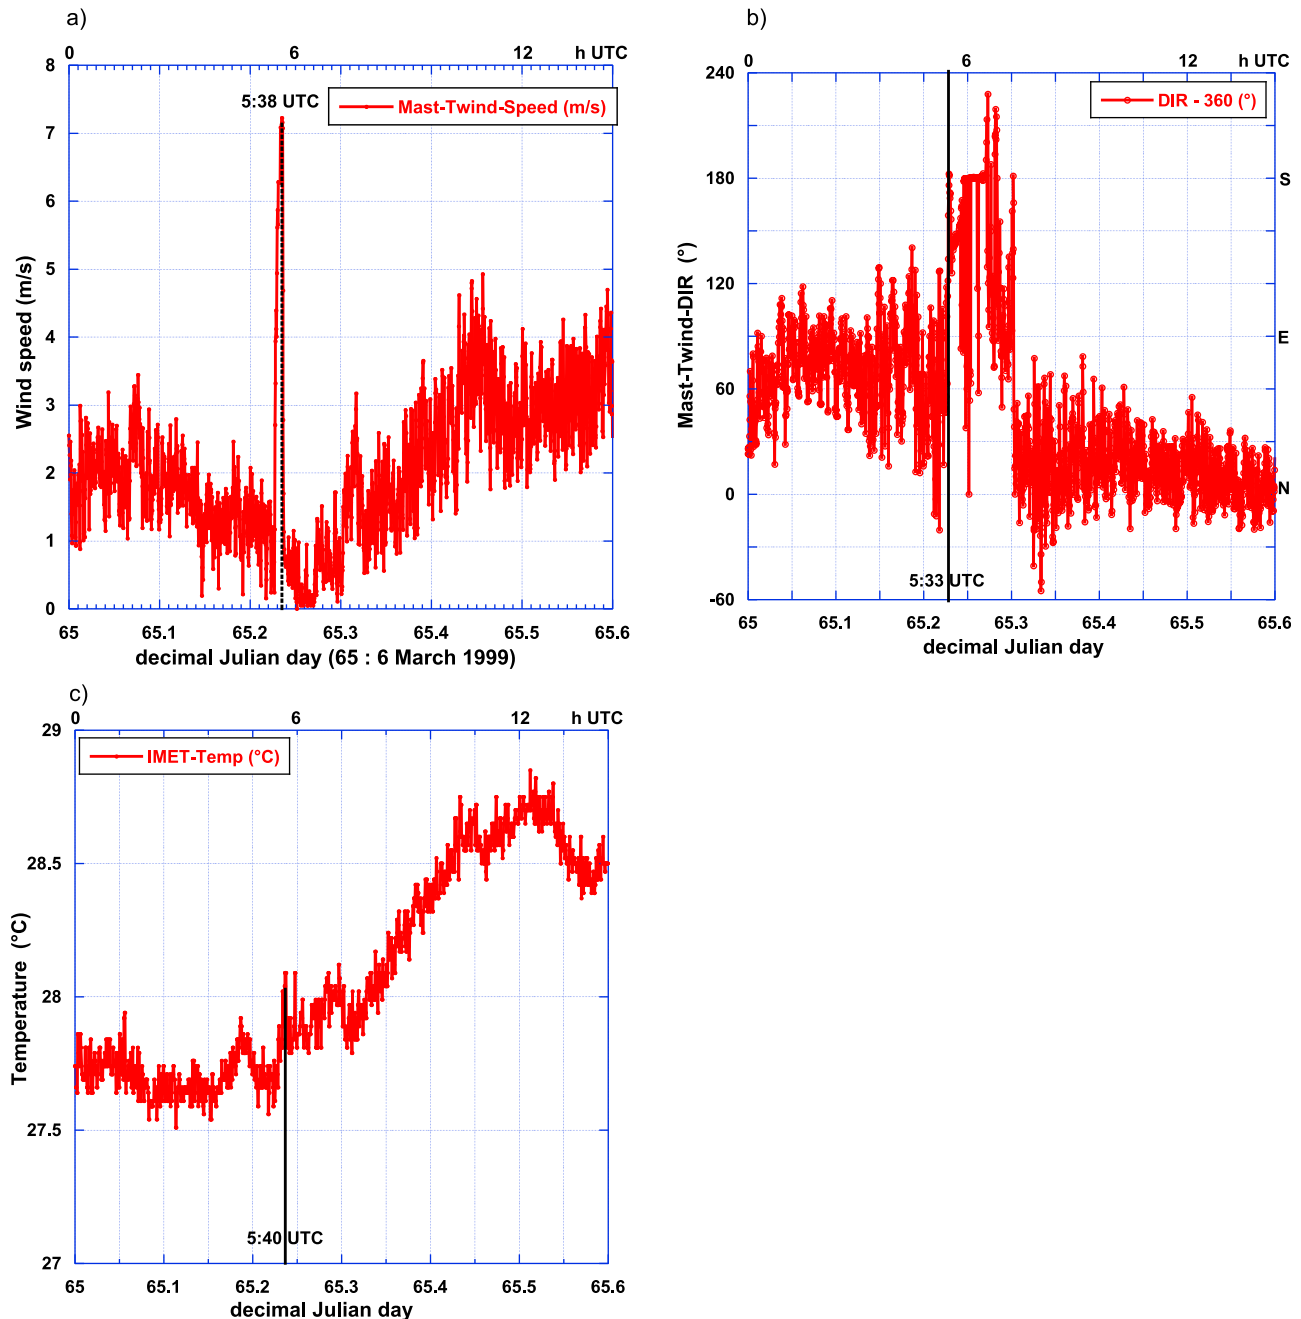 a)
0 6 12 h UTC
8
5:38 UTC
Mast-Twind-Speed (m/s)
7
6
5
4
3
2
1
0
Wind speed (m/s)
65 65.1 65.2 65.3 65.4 65.5 65.6
decimal Julian day (65 : 6 March 1999)
b)
0 6 12 h UTC
240
DIR - 360 (°)
180 S
120
E
60
0 N
5:33 UTC
-60
Mast-Twind-DIR (°)
65 65.1 65.2 65.3 65.4 65.5 65.6
decimal Julian day
c)
0 6 12 h UTC
29
IMET-Temp (°C)
28.5
28
27.5
5:40 UTC
27
Temperature (°C)
65 65.1 65.2 65.3 65.4 65.5 65.6
decimal Julian day